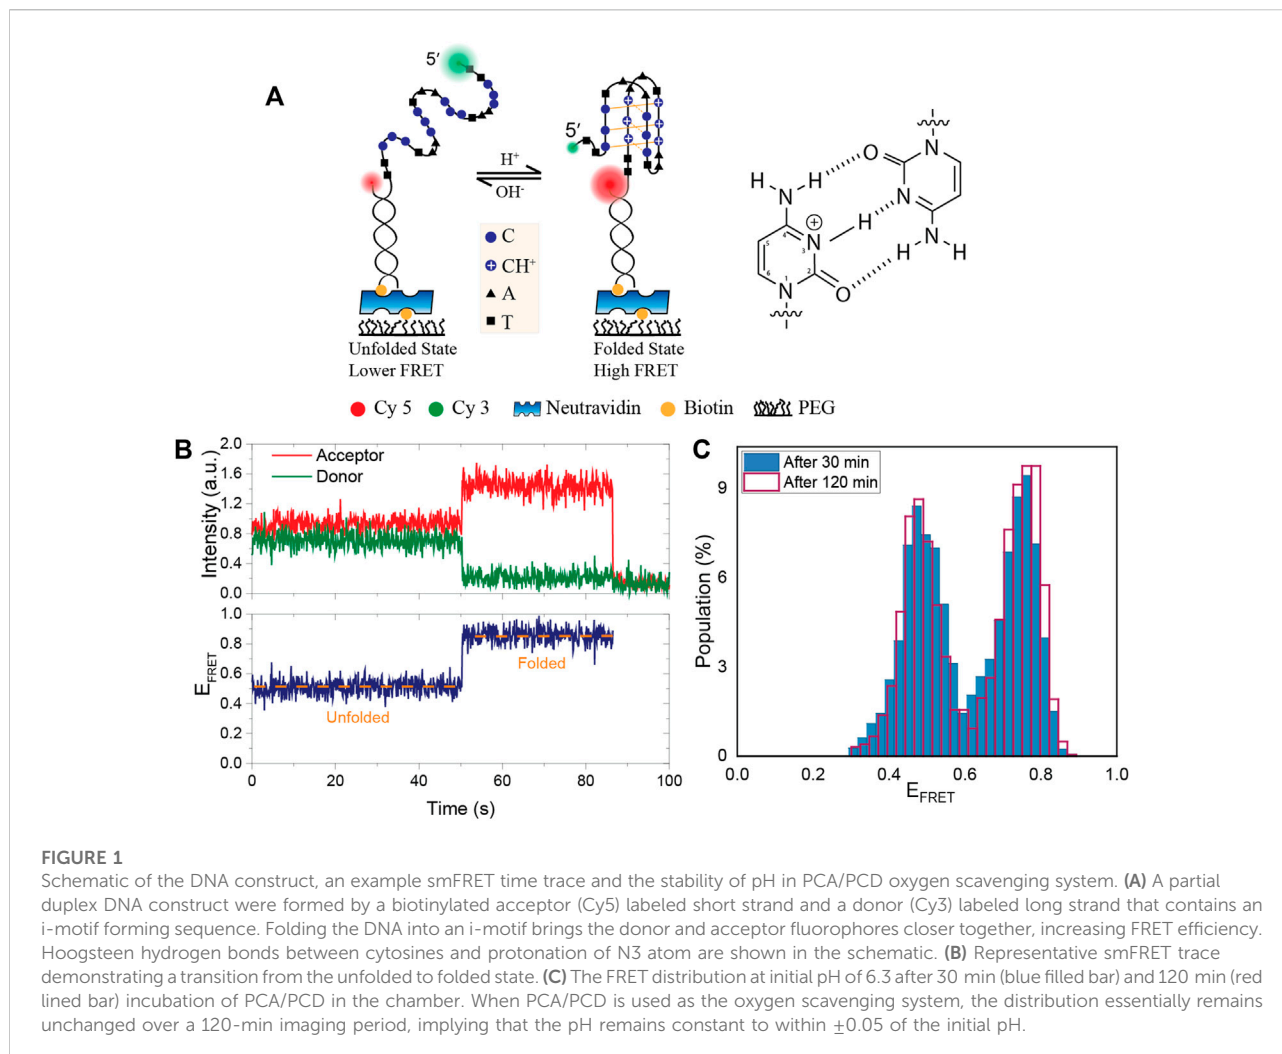 A
5′
H⁺
OH⁻
C
CH⁺
A
T
Unfolded State
Lower FRET
5′
Folded State
High FRET
O
H
H
N
N
H
N
H
N
H
N
N
O
1
2
3
4
5
6
Cy 5
Cy 3
Neutravidin
Biotin
PEG
B
Acceptor
Donor
Intensity (a.u.)
2.0
1.6
1.2
0.8
0.4
0.0
E_FRET
1.0
0.8
0.6
0.4
0.2
0.0
Folded
Unfolded
0
20
40
60
80
100
Time (s)
C
After 30 min
After 120 min
Population (%)
9
6
3
0
0.0
0.2
0.4
0.6
0.8
1.0
E_FRET
FIGURE 1
Schematic of the DNA construct, an example smFRET time trace and the stability of pH in PCA/PCD oxygen scavenging system. (A) A partial
duplex DNA construct were formed by a biotinylated acceptor (Cy5) labeled short strand and a donor (Cy3) labeled long strand that contains an
i-motif forming sequence. Folding the DNA into an i-motif brings the donor and acceptor fluorophores closer together, increasing FRET efficiency.
Hoogsteen hydrogen bonds between cytosines and protonation of N3 atom are shown in the schematic. (B) Representative smFRET trace
demonstrating a transition from the unfolded to folded state. (C) The FRET distribution at initial pH of 6.3 after 30 min (blue filled bar) and 120 min (red
lined bar) incubation of PCA/PCD in the chamber. When PCA/PCD is used as the oxygen scavenging system, the distribution essentially remains
unchanged over a 120-min imaging period, implying that the pH remains constant to within ±0.05 of the initial pH.